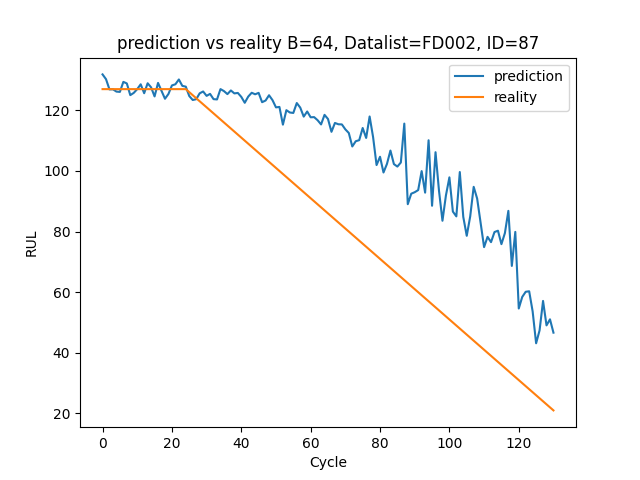 prediction vs reality B=64, Datalist=FD002, ID=87
prediction
reality
RUL
120
100
80
60
40
20
0 20 40 60 80 100 120
Cycle